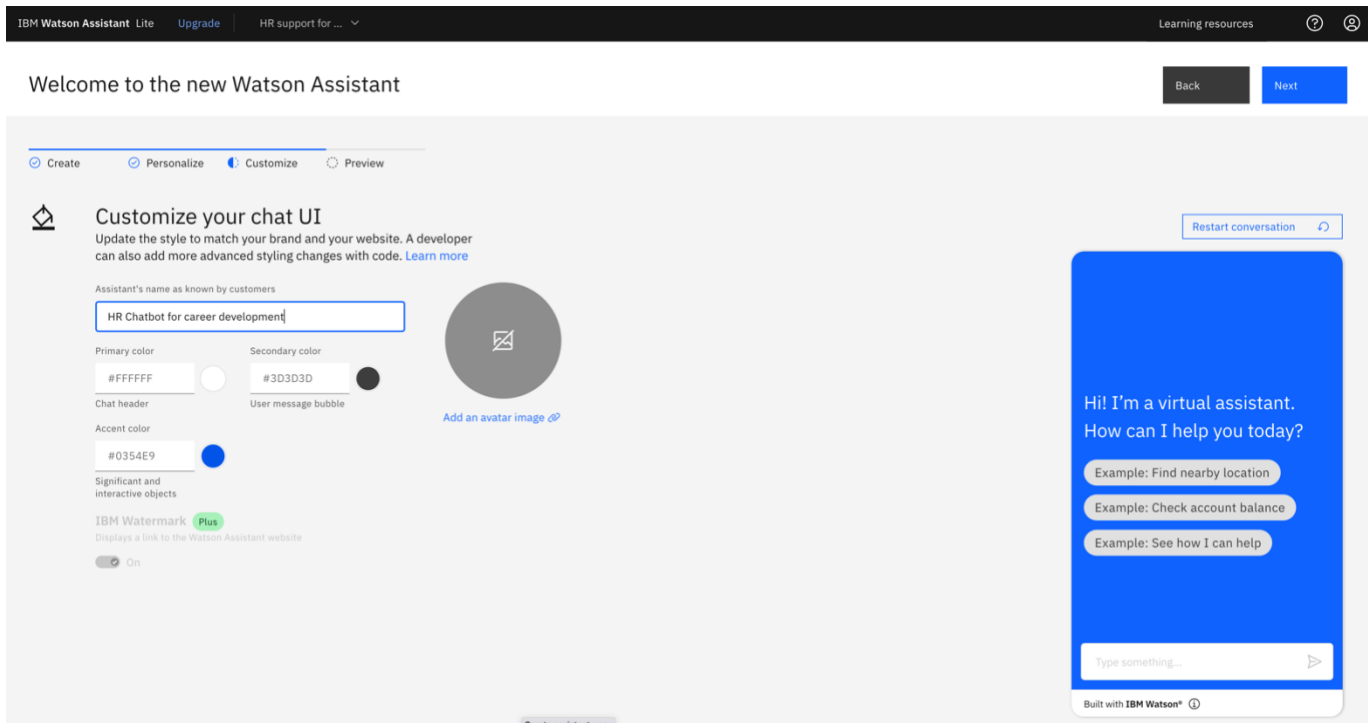 IBM Watson Assistant Lite Upgrade HR support for ... Learning resources
Welcome to the new Watson Assistant
Back Next
Create Personalize Customize Preview
Customize your chat UI
Update the style to match your brand and your website. A developer
can also add more advanced styling changes with code. Learn more
Restart conversation
Assistant's name as known by customers
HR Chatbot for career development
Primary color Secondary color
#FFFFFF #3D3D3D
Chat header User message bubble
Add an avatar image
Accent color
#0354E9
Significant and
interactive objects
IBM Watermark Plus
Displays a link to the Watson Assistant website
On
Hi! I'm a virtual assistant.
How can I help you today?
Example: Find nearby location
Example: Check account balance
Example: See how I can help
Type something...
Built with IBM Watson®